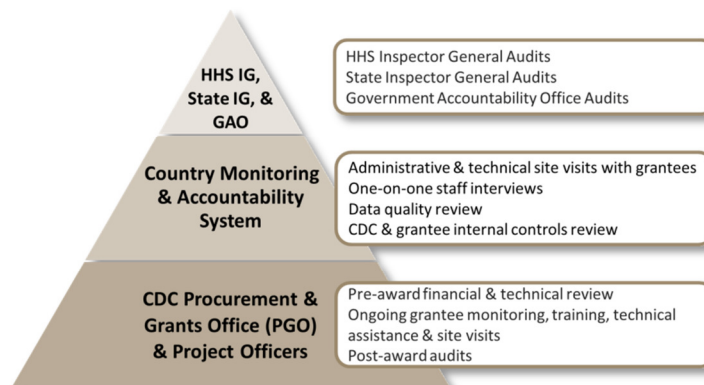 HHS IG,
State IG, &
GAO
HHS Inspector General Audits
State Inspector General Audits
Government Accountability Office Audits
Country Monitoring
& Accountability
System
Administrative & technical site visits with grantees
One-on-one staff interviews
Data quality review
CDC & grantee internal controls review
CDC Procurement &
Grants Office (PGO)
& Project Officers
Pre-award financial & technical review
Ongoing grantee monitoring, training, technical
assistance & site visits
Post-award audits